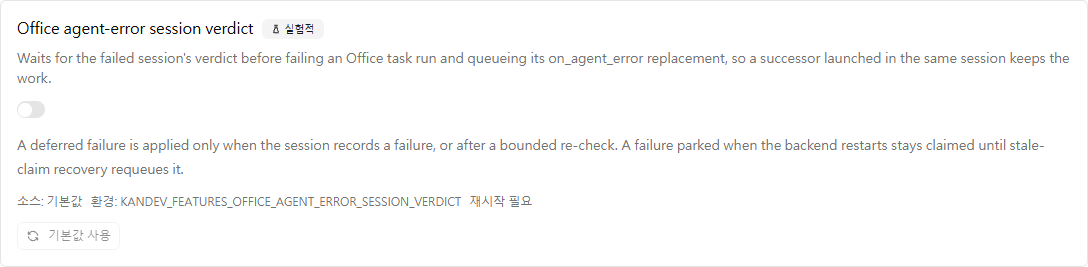 Office agent-error session verdict 실험적
Waits for the failed session's verdict before failing an Office task run and queueing its on_agent_error replacement, so a successor launched in the same session keeps the
work.
A deferred failure is applied only when the session records a failure, or after a bounded re-check. A failure parked when the backend restarts stays claimed until stale-
claim recovery requeues it.
소스: 기본값 환경: KANDEV_FEATURES_OFFICE_AGENT_ERROR_SESSION_VERDICT 재시작 필요
기본값 사용